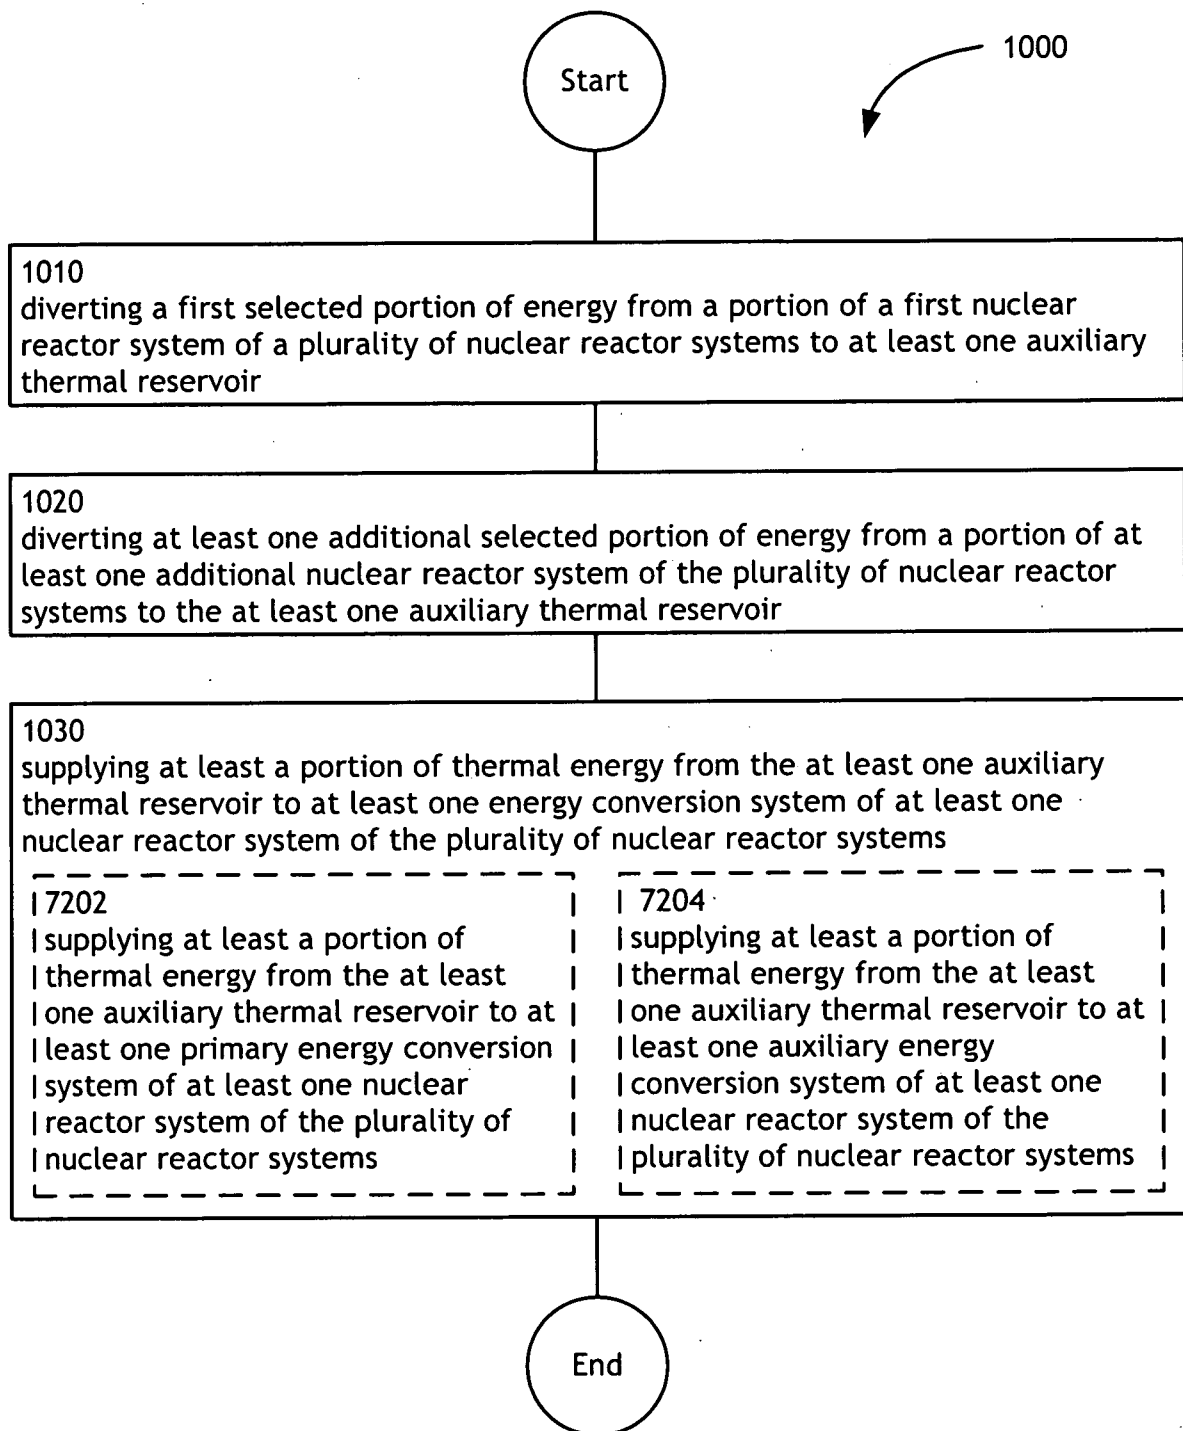 Start
1000
1010
diverting a first selected portion of energy from a portion of a first nuclear
reactor system of a plurality of nuclear reactor systems to at least one auxiliary
thermal reservoir
1020
diverting at least one additional selected portion of energy from a portion of at
least one additional nuclear reactor system of the plurality of nuclear reactor
systems to the at least one auxiliary thermal reservoir
1030
supplying at least a portion of thermal energy from the at least one auxiliary
thermal reservoir to at least one energy conversion system of at least one
nuclear reactor system of the plurality of nuclear reactor systems
7202
supplying at least a portion of
thermal energy from the at least
one auxiliary thermal reservoir to at
least one primary energy conversion
system of at least one nuclear
reactor system of the plurality of
nuclear reactor systems
7204
supplying at least a portion of
thermal energy from the at least
one auxiliary thermal reservoir to at
least one auxiliary energy
conversion system of at least one
nuclear reactor system of the
plurality of nuclear reactor systems
End